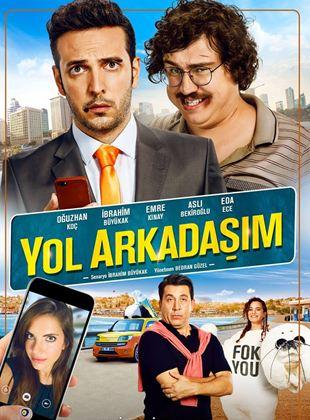 OĞUZHAN KOÇ
İBRAHİM BÜYÜKAK
EMRE KINAY
ASLI BEKİROĞLU
EDA ECE
YOL ARKADAŞIM
Senaryo İBRAHİM BÜYÜKAK Yönetmen BEDRAN GÜZEL
FOK
YOU